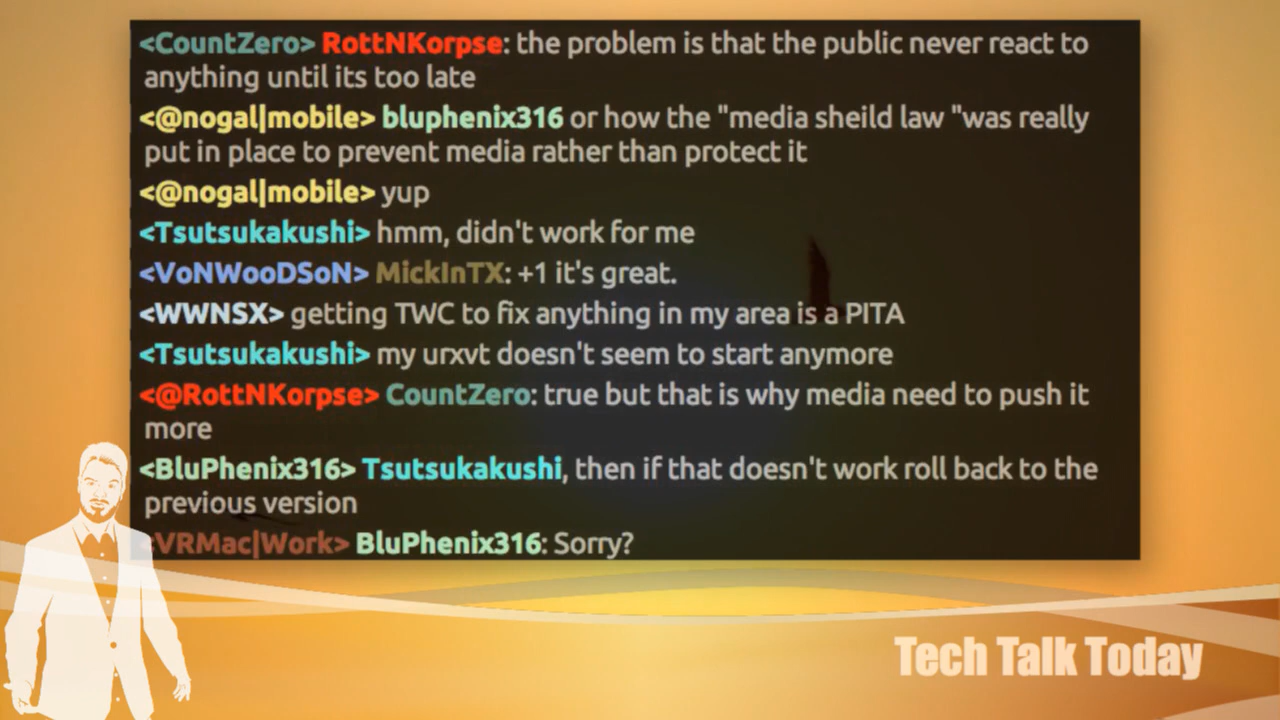 <CountZero> RottNKorpse: the problem is that the public never react to
anything until its too late
<@nogal|mobile> bluphenix316 or how the "media sheild law "was really
put in place to prevent media rather than protect it
<@nogal|mobile> yup
<Tsutsukakushi> hmm, didn't work for me
<VoNWooDSoN> MickInTX: +1 it's great.
<WWNSX> getting TWC to fix anything in my area is a PITA
<Tsutsukakushi> my urxvt doesn't seem to start anymore
<@RottNKorpse> CountZero: true but that is why media need to push it
more
<BluPhenix316> Tsutsukakushi, then if that doesn't work roll back to the
previous version
<VRMac|Work> BluPhenix316: Sorry?
Tech Talk Today